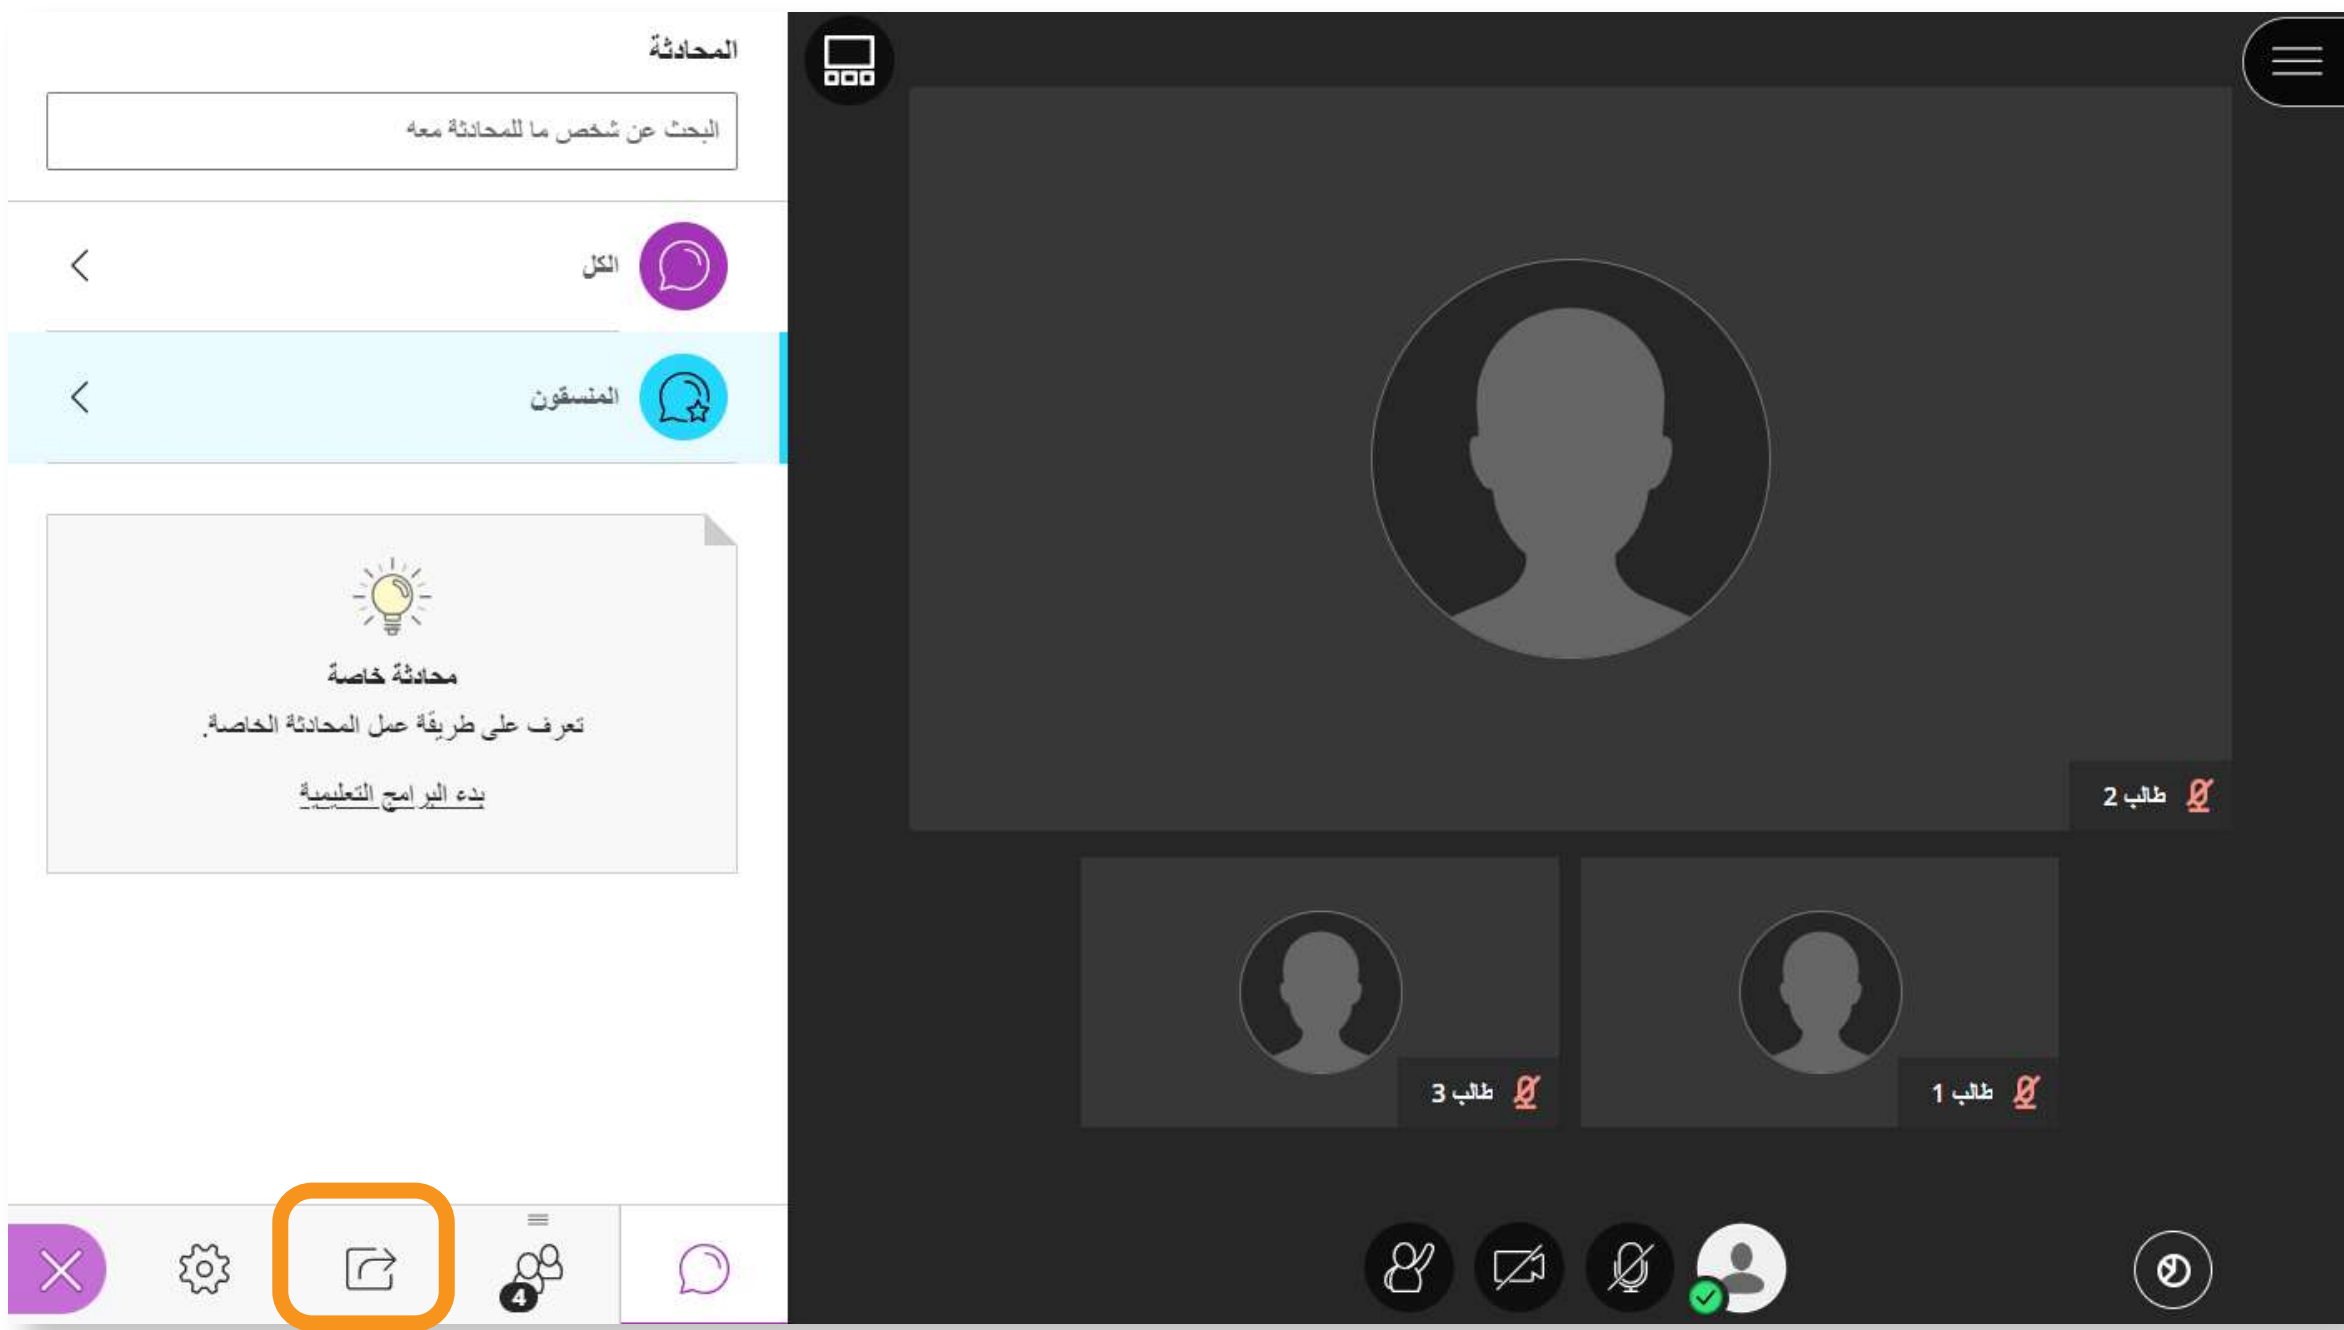 المحادثة
البحث عن شخص ما للمحادثة معه
الكل
المنسقون
محادثة خاصة
تعرف على طريقة عمل المحادثة الخاصة.
بدء البرامج التعليمية
4
طالب 2
طالب 1
طالب 3